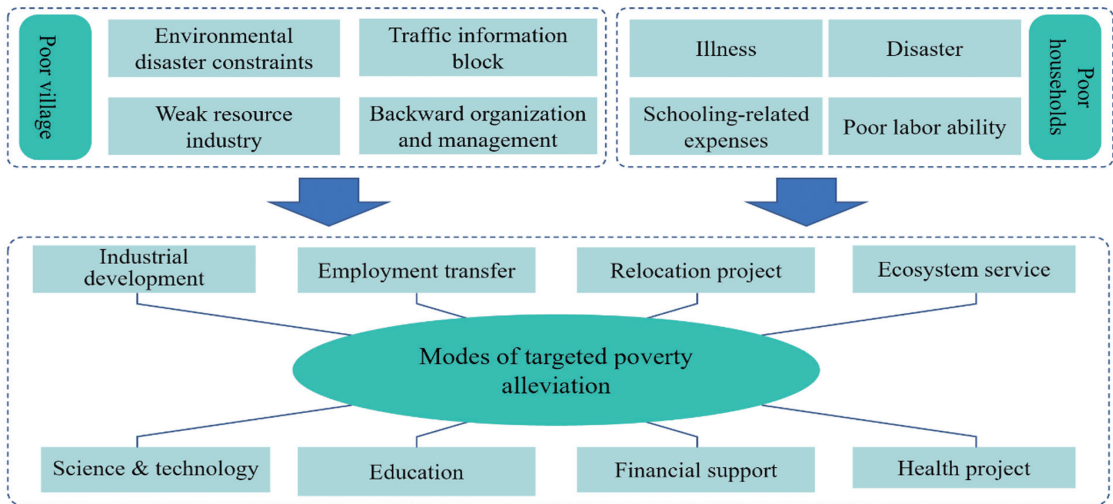 Poor village
Environmental
disaster constraints
Traffic information
block
Weak resource
industry
Backward organization
and management
Illness
Disaster
Schooling-related
expenses
Poor labor ability
Poor
households
Industrial
development
Employment transfer
Relocation project
Ecosystem service
Modes of targeted poverty
alleviation
Science & technology
Education
Financial support
Health project